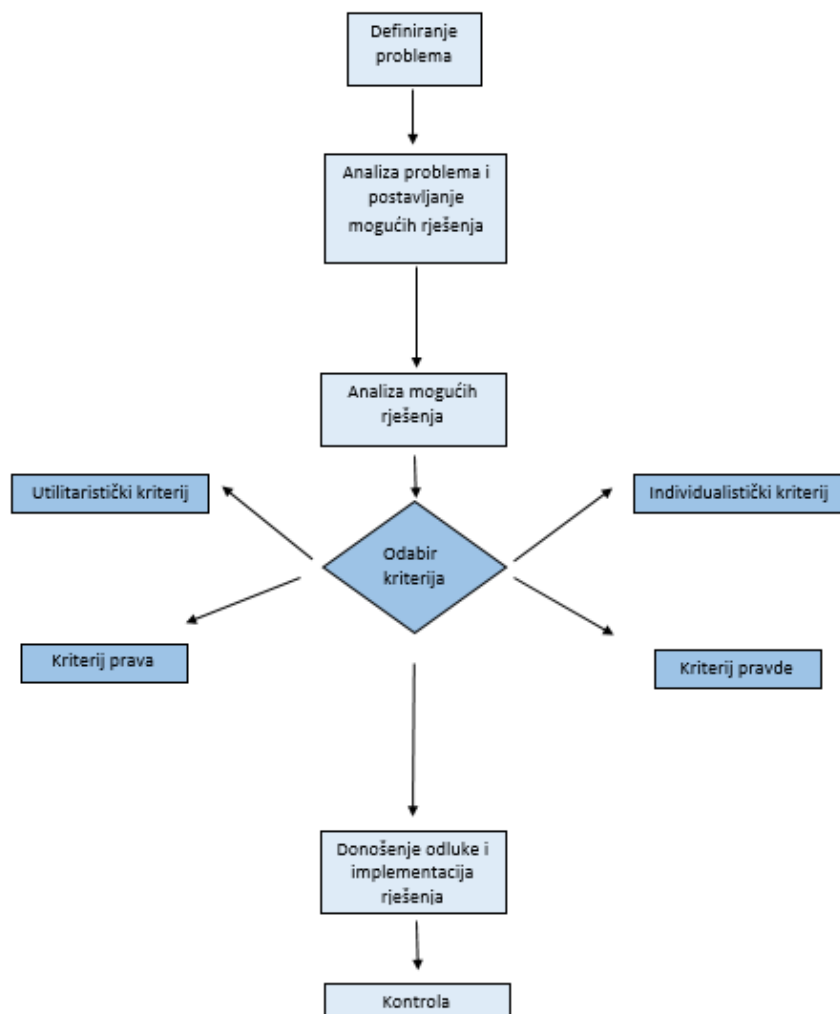 Definiranje
problema
Analiza problema i
postavljanje
mogućih rješenja
Analiza mogućih
rješenja
Utilitaristički kriterij
Individualistički kriterij
Odabir
kriterija
Kriterij prava
Kriterij pravde
Donošenje odluke i
implementacija
rješenja
Kontrola